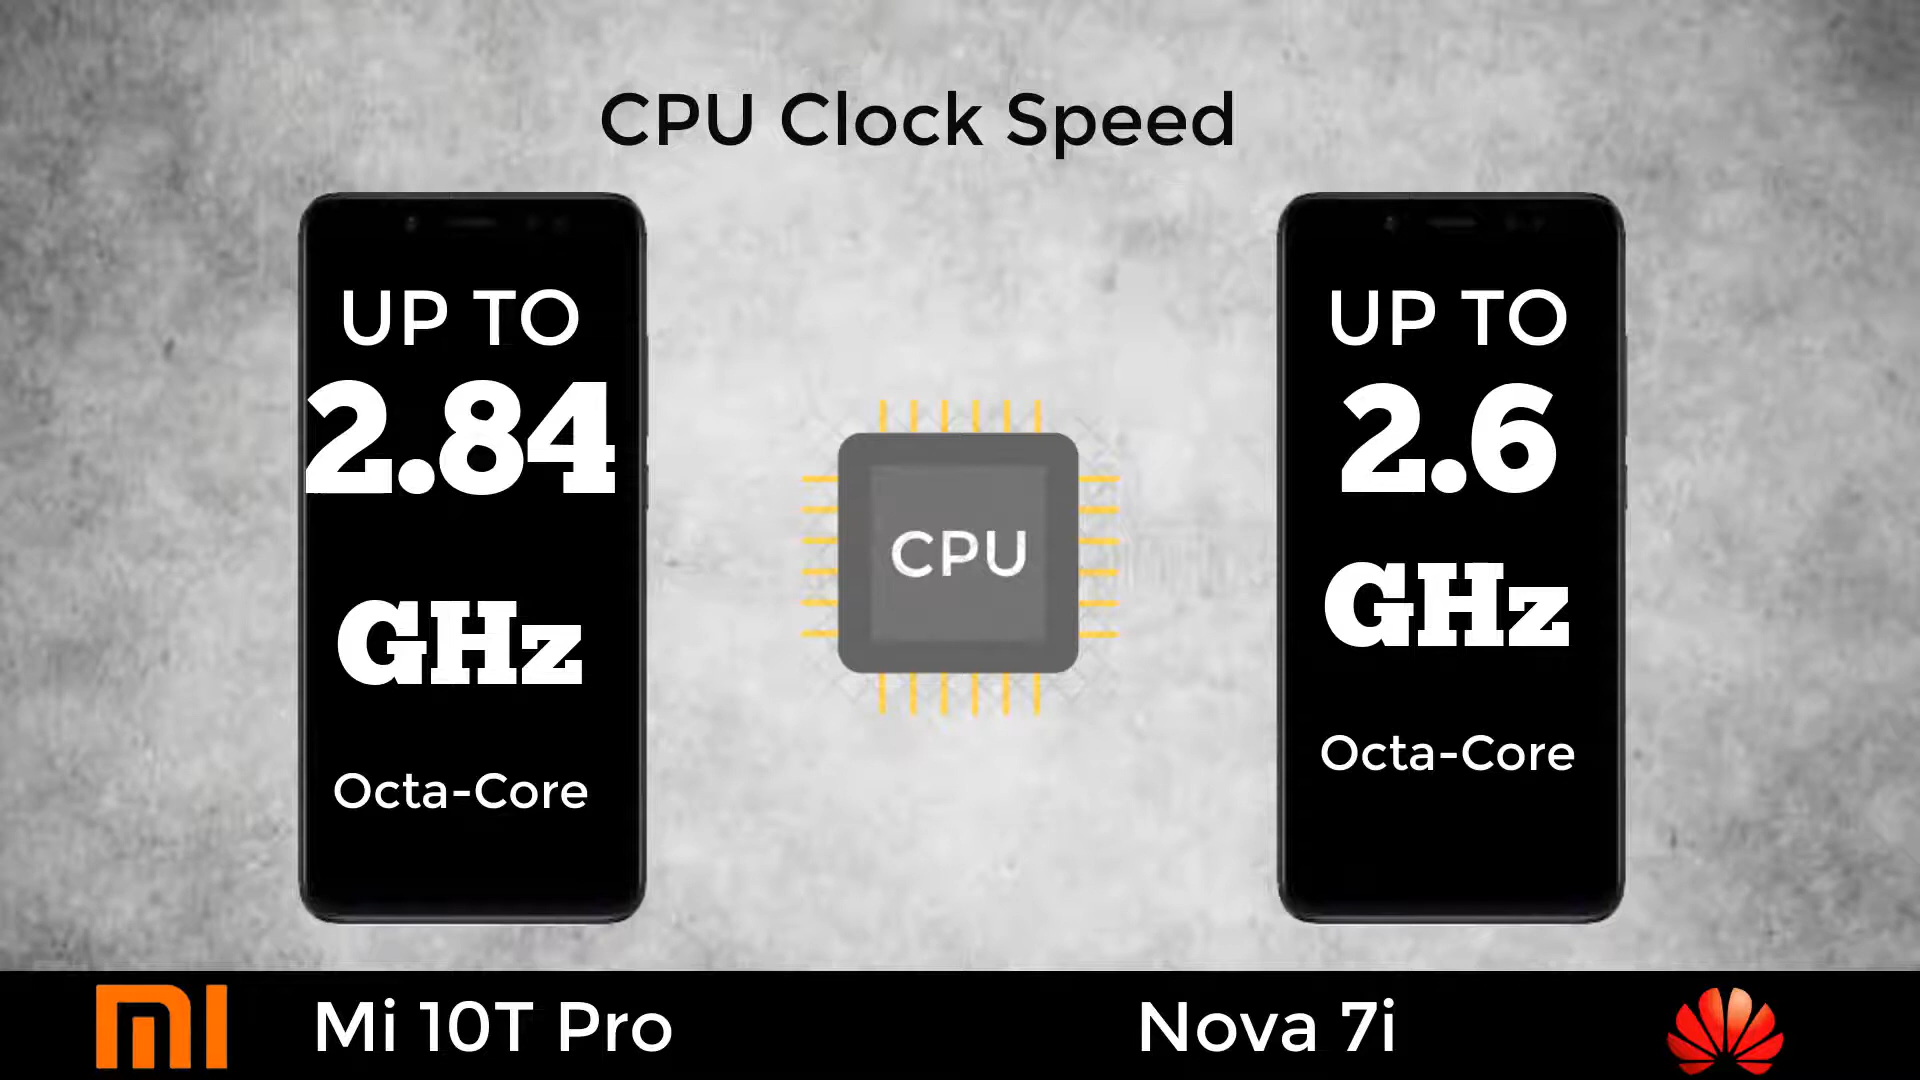 CPU Clock Speed
UP TO
2.84
GHz
Octa-Core
CPU
UP TO
2.6
GHz
Octa-Core
MI
Mi 10T Pro
Nova 7i